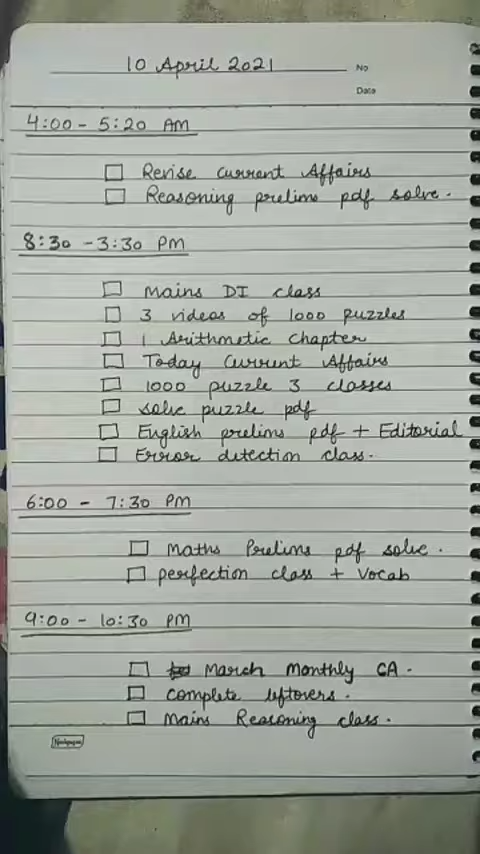 10 April 2021
No
Date
4:00 - 5:20 AM
Revise Current Affairs
Reasoning prelims pdf solve.
8:30 - 3:30 PM
Mains DI class
3 videos of 1000 puzzles
1 Arithmetic Chapter
Today Current Affairs
1000 puzzle 3 classes
solve puzzle pdf
English prelims pdf + Editorial
Error detection class.
6:00 - 7:30 PM
Maths Prelims pdf solve.
perfection class + Vocab
9:00 - 10:30 PM
March Monthly CA.
complete leftovers.
Mains Reasoning class.